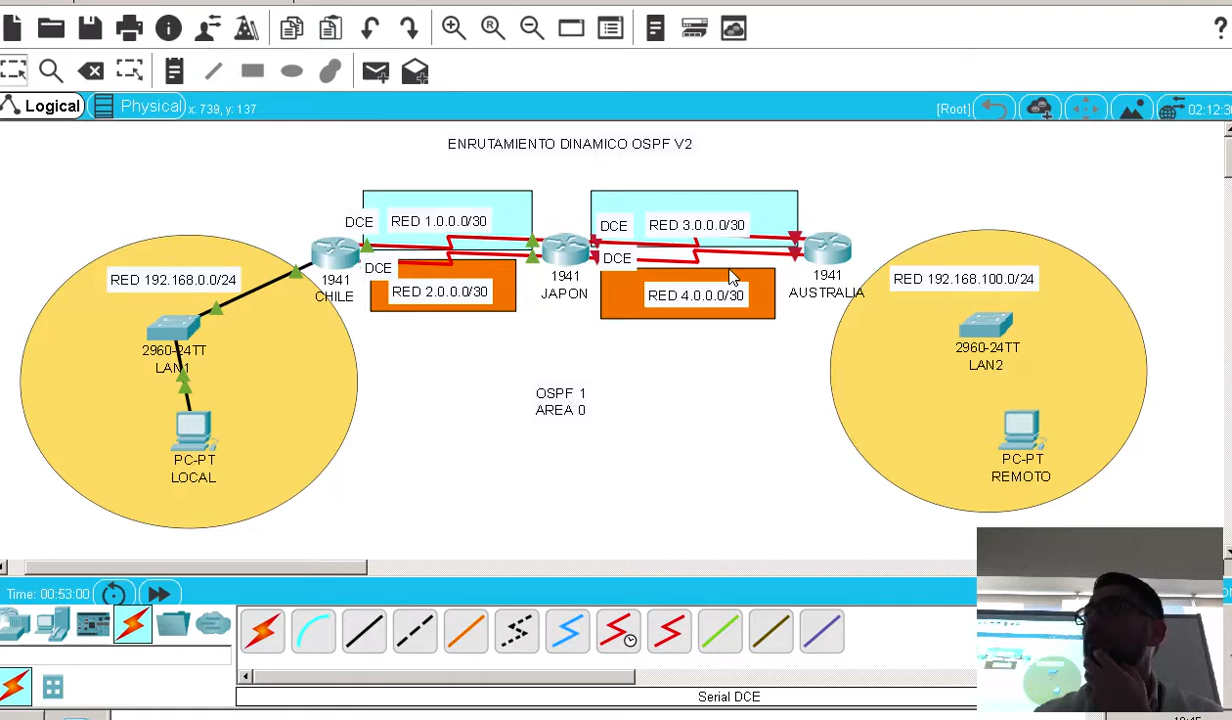 Logical
Physical
x: 739, y: 137
[Root]
?
ENRUTAMIENTO DINAMICO OSPF V2
DCE
RED 1.0.0.0/30
DCE
RED 3.0.0.0/30
DCE
RED 2.0.0.0/30
DCE
RED 4.0.0.0/30
1941
CHILE
1941
JAPON
1941
AUSTRALIA
RED 192.168.0.0/24
RED 192.168.100.0/24
2960-24TT
LAN1
2960-24TT
LAN2
OSPF 1
AREA 0
PC-PT
LOCAL
PC-PT
REMOTO
Time: 00:53:00
Serial DCE